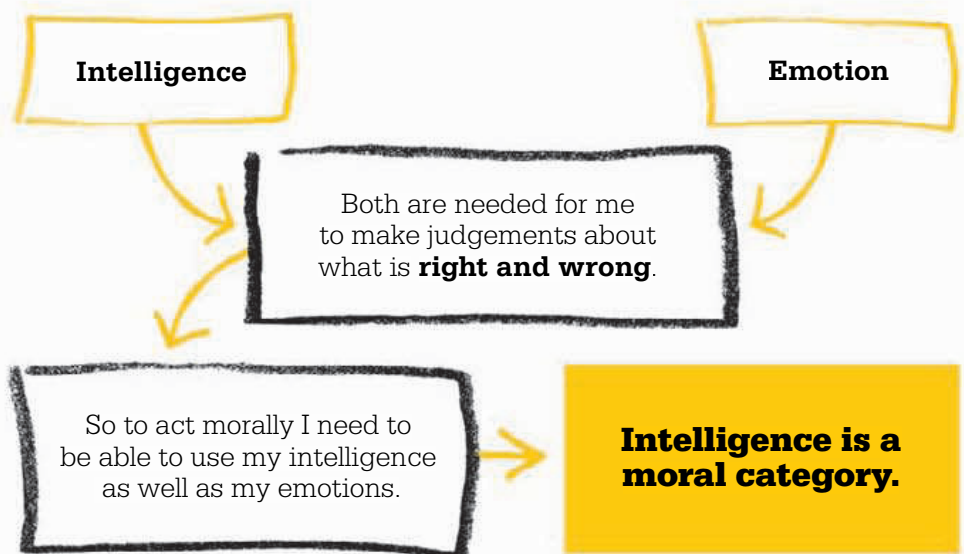 Intelligence
Emotion
Both are needed for me
to make judgements about
what is right and wrong.
So to act morally I need to
be able to use my intelligence
as well as my emotions.
Intelligence is a
moral category.